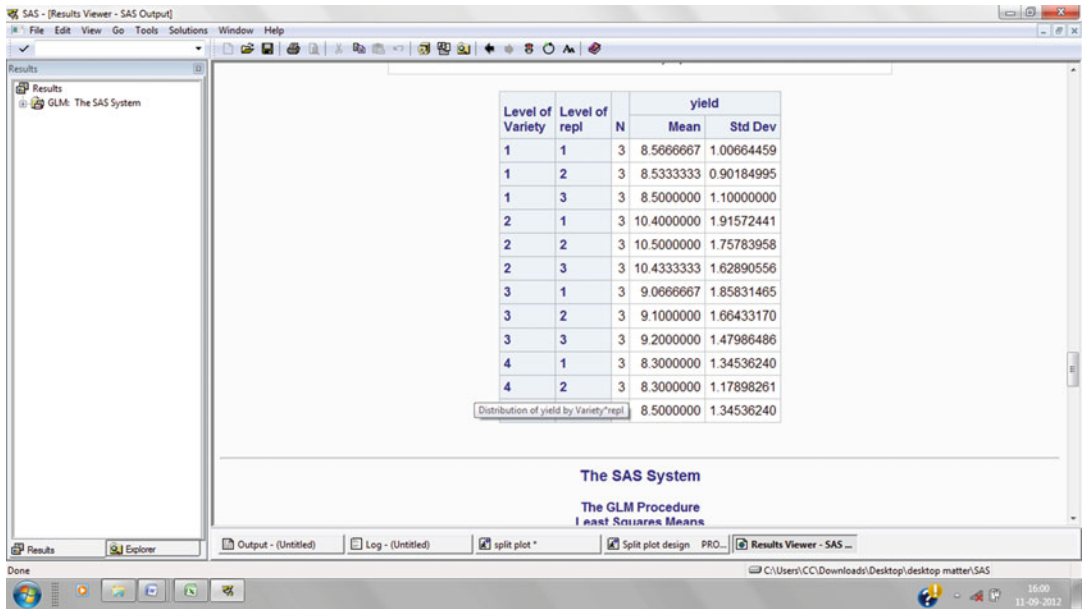 SAS - [Results Viewer - SAS Output]
File Edit View Go Tools Solutions Window Help
Results
Results
GLM: The SAS System
Level of Variety Level of repl N yield
Mean Std Dev
1 1 3 8.5666667 1.00664459
1 2 3 8.5333333 0.90184995
1 3 3 8.5000000 1.10000000
2 1 3 10.4000000 1.91572441
2 2 3 10.5000000 1.75783958
2 3 3 10.4333333 1.62890556
3 1 3 9.0666667 1.85831465
3 2 3 9.1000000 1.66433170
3 3 3 9.2000000 1.47986486
4 1 3 8.3000000 1.34536240
4 2 3 8.3000000 1.17898261
Distribution of yield by Variety*repl 8.5000000 1.34536240
The SAS System
The GLM Procedure
Least Squares Means
Results Explorer
Output - (Untitled) Log - (Untitled) split plot * Split plot design PRO... Results Viewer - SAS ...
Done C:\Users\CC\Downloads\Desktop\desktop matter\SAS
16:00
11-09-2012